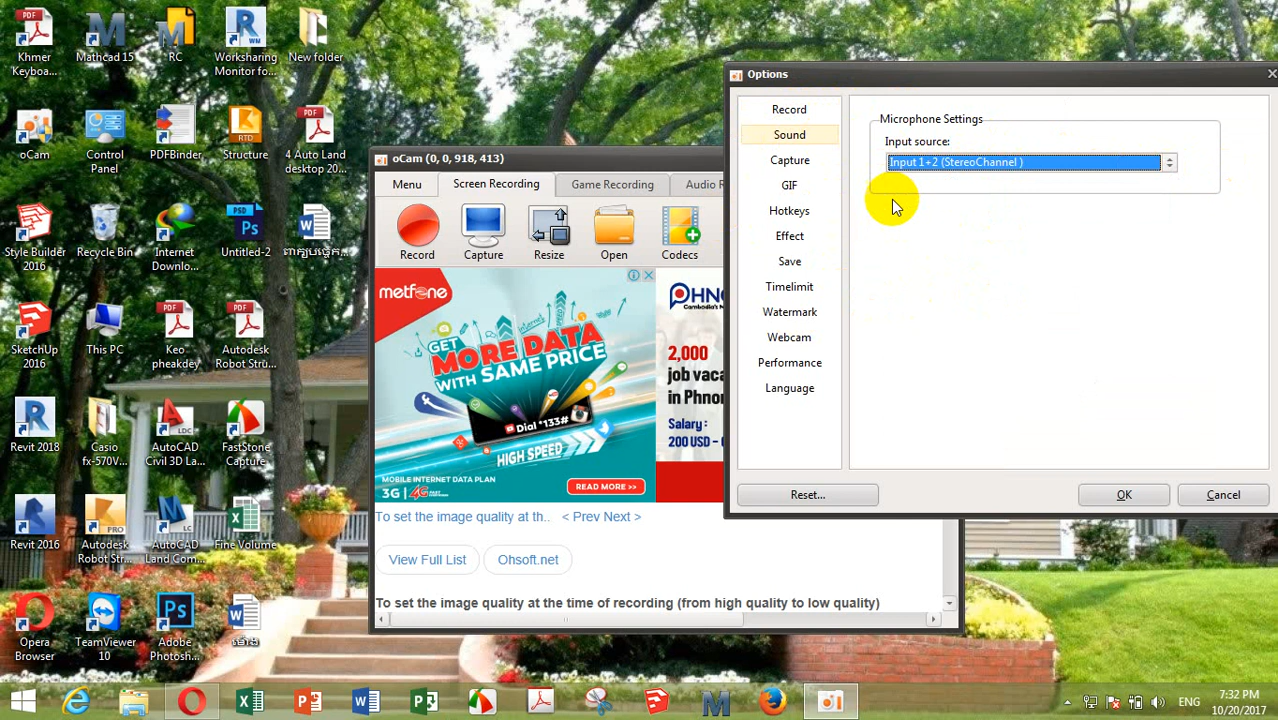 Khmer
Keyboa...
Mathcad 15
RC
Worksharing
Monitor fo...
New folder
oCam
Control
Panel
PDFBinder
Structure
4 Auto Land
desktop 20...
Style Builder
2016
Recycle Bin
Internet
Downlo...
Untitled-2
SketchUp
2016
This PC
Keo
pheakdey
Autodesk
Robot Stru...
Revit 2018
Casio
fx-570V...
AutoCAD
Civil 3D La...
FastStone
Capture
Revit 2016
Autodesk
Robot Str...
AutoCAD
Land Com...
Fine Volume
Opera
Browser
TeamViewer
10
Adobe
Photosh...
oCam (0, 0, 918, 413)
Menu
Screen Recording
Game Recording
Audio R
Record
Capture
Resize
Open
Codecs
metfone
GET
MORE DATA
WITH SAME PRICE
Dial *133#
HIGH SPEED
MOBILE INTERNET DATA PLAN
3G 4G
READ MORE >>
PHN
Cambodia's
2,000
job vaca
in Phnor
Salary :
200 USD -
To set the image quality at th.. < Prev Next >
View Full List
Ohsoft.net
To set the image quality at the time of recording (from high quality to low quality)
Options
Record
Sound
Capture
GIF
Hotkeys
Effect
Save
Timelimit
Watermark
Webcam
Performance
Language
Microphone Settings
Input source:
Input 1+2 (StereoChannel )
Reset...
OK
Cancel
ENG
7:32 PM
10/20/2017